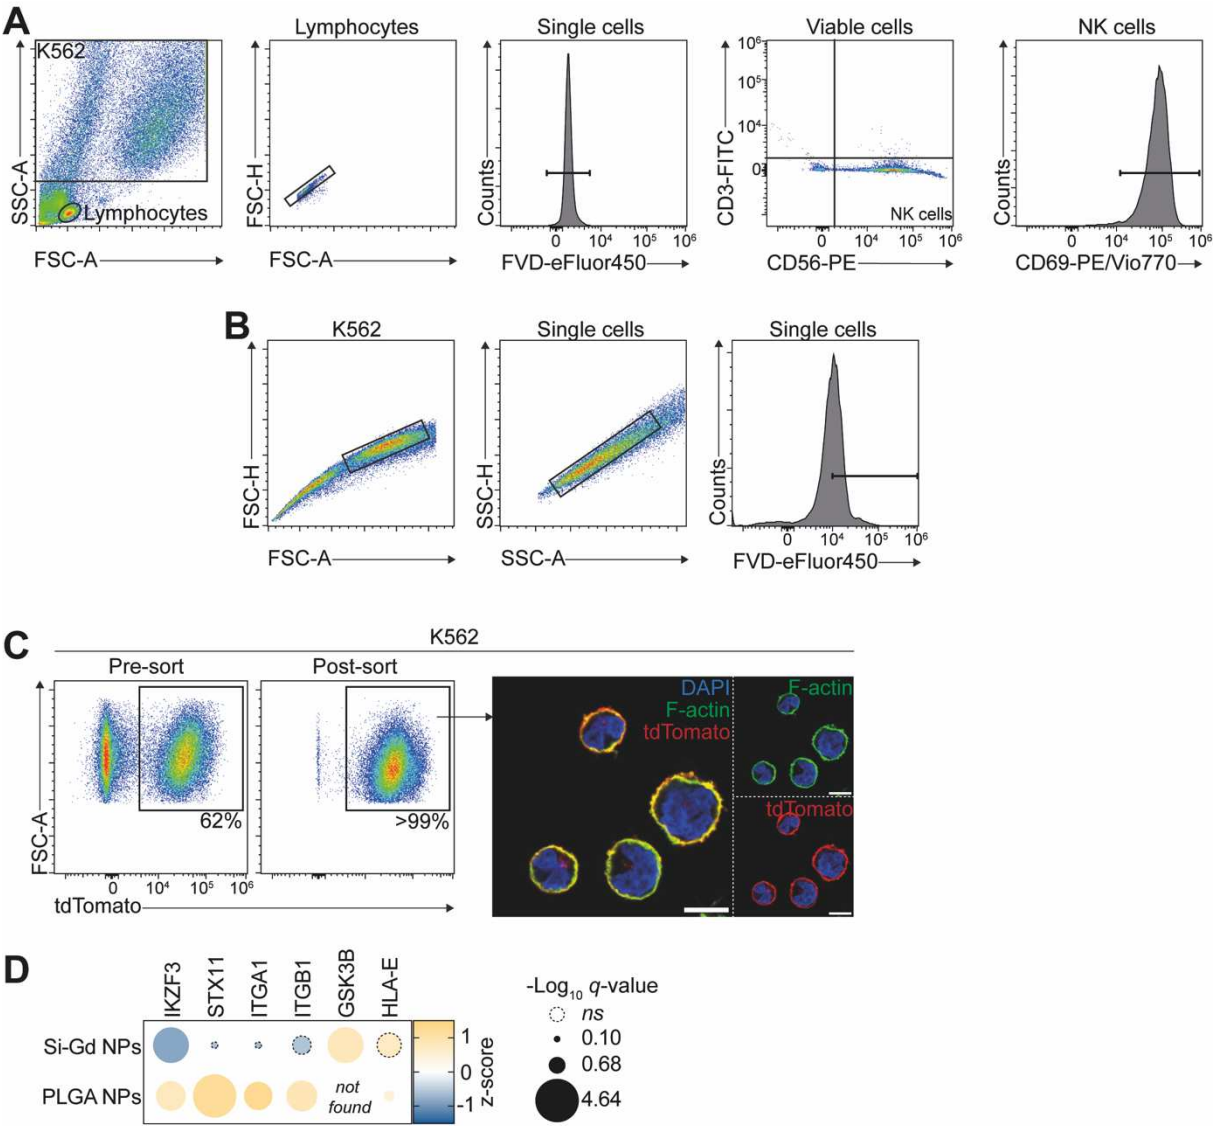 A
Lymphocytes
Single cells
Viable cells
NK cells
K562
SSC-A
Lymphocytes
FSC-A
FSC-H
FSC-A
Counts
0 10⁴ 10⁵ 10⁶
FVD-eFluor450
CD3-FITC
10⁶
10⁵
10⁴
0
NK cells
0 10⁴ 10⁵ 10⁶
CD56-PE
Counts
0 10⁴ 10⁵ 10⁶
CD69-PE/Vio770
B
K562
Single cells
Single cells
FSC-H
FSC-A
SSC-H
SSC-A
Counts
0 10⁴ 10⁵ 10⁶
FVD-eFluor450
C
K562
Pre-sort
Post-sort
FSC-A
62%
>99%
0 10⁴ 10⁵ 10⁶
tdTomato
DAPI
F-actin
tdTomato
F-actin
tdTomato
D
IKZF3
STX11
ITGA1
ITGB1
GSK3B
HLA-E
Si-Gd NPs
PLGA NPs
not
found
1
0
-1
z-score
-Log₁₀ q-value
ns
0.10
0.68
4.64